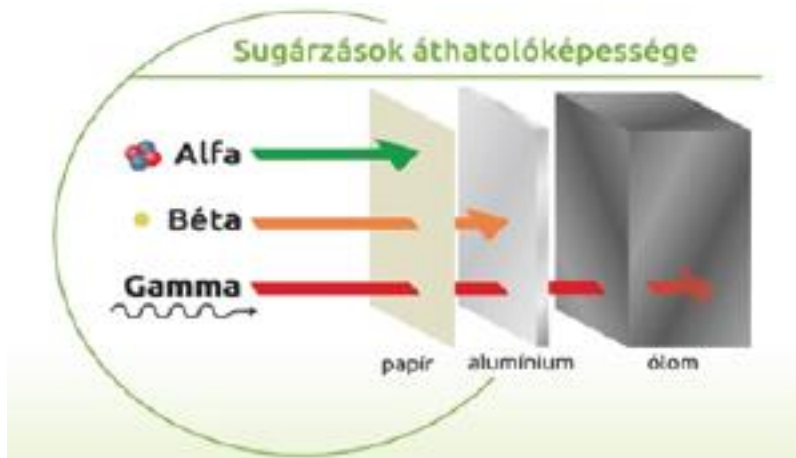 Sugárzások áthatolóképessége
Alfa
Béta
Gamma
papír
alumínium
ólom